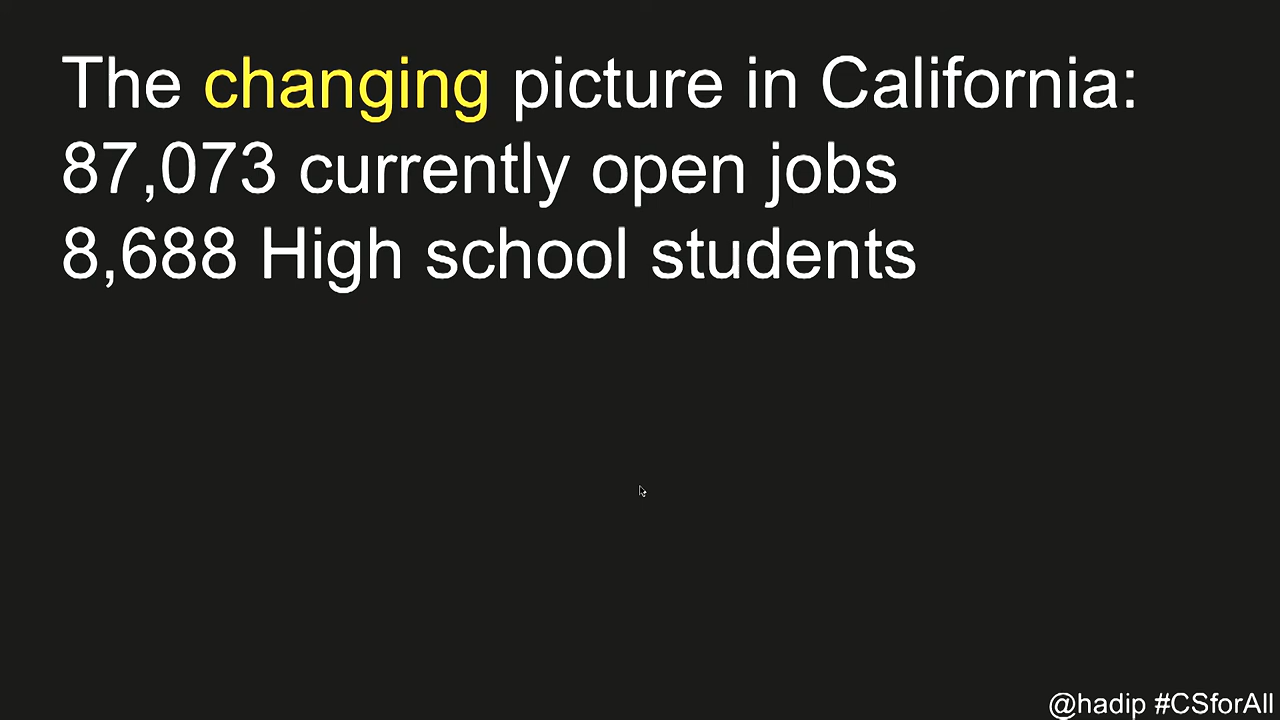 The changing picture in California:
87,073 currently open jobs
8,688 High school students
@hadip #CSforAll